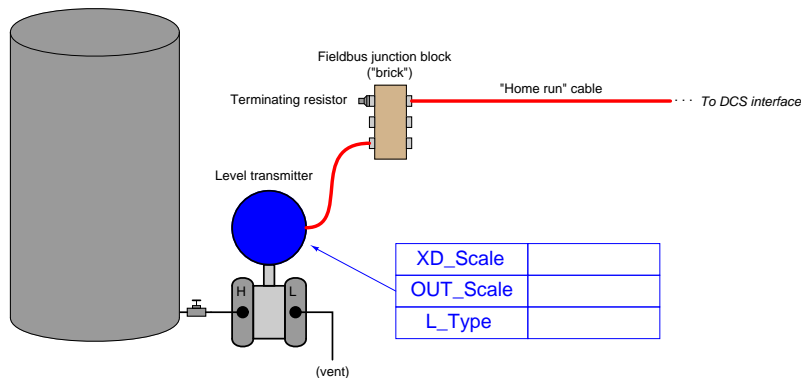 Fieldbus junction block
("brick")
Terminating resistor
"Home run" cable
To DCS interface
Level transmitter
XD_Scale
OUT_Scale
L_Type
H
L
(vent)